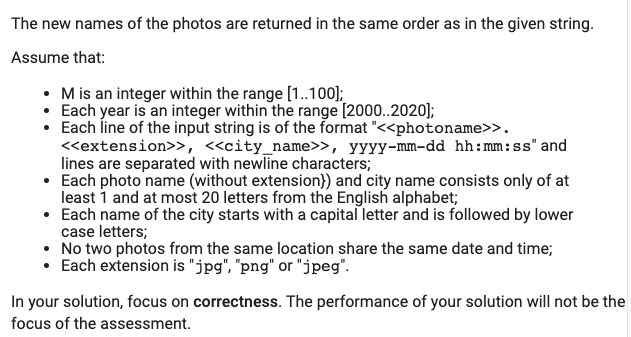 The new names of the photos are returned in the same order as in the given string.
Assume that:
• M is an integer within the range [1..100];
• Each year is an integer within the range [2000..2020];
• Each line of the input string is of the format "<<photoname>>.
<<extension>>, <<city_name>>, yyyy-mm-dd hh:mm:ss" and
lines are separated with newline characters;
• Each photo name (without extension}) and city name consists only of at
least 1 and at most 20 letters from the English alphabet;
• Each name of the city starts with a capital letter and is followed by lower
case letters;
• No two photos from the same location share the same date and time;
• Each extension is "jpg", "png" or "jpeg".
In your solution, focus on correctness. The performance of your solution will not be the
focus of the assessment.